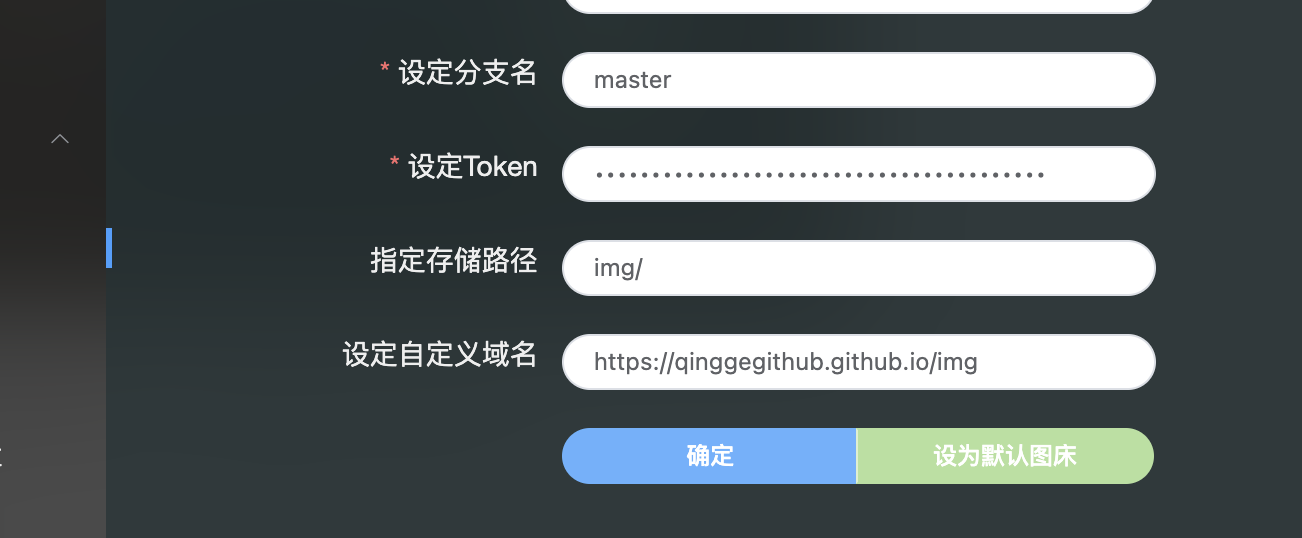 * 设定分支名 master
* 设定Token ••••••••••••••••••••••••••••••••••••••••
指定存储路径 img/
设定自定义域名 https://qinggegithub.github.io/img
确定 设为默认图床